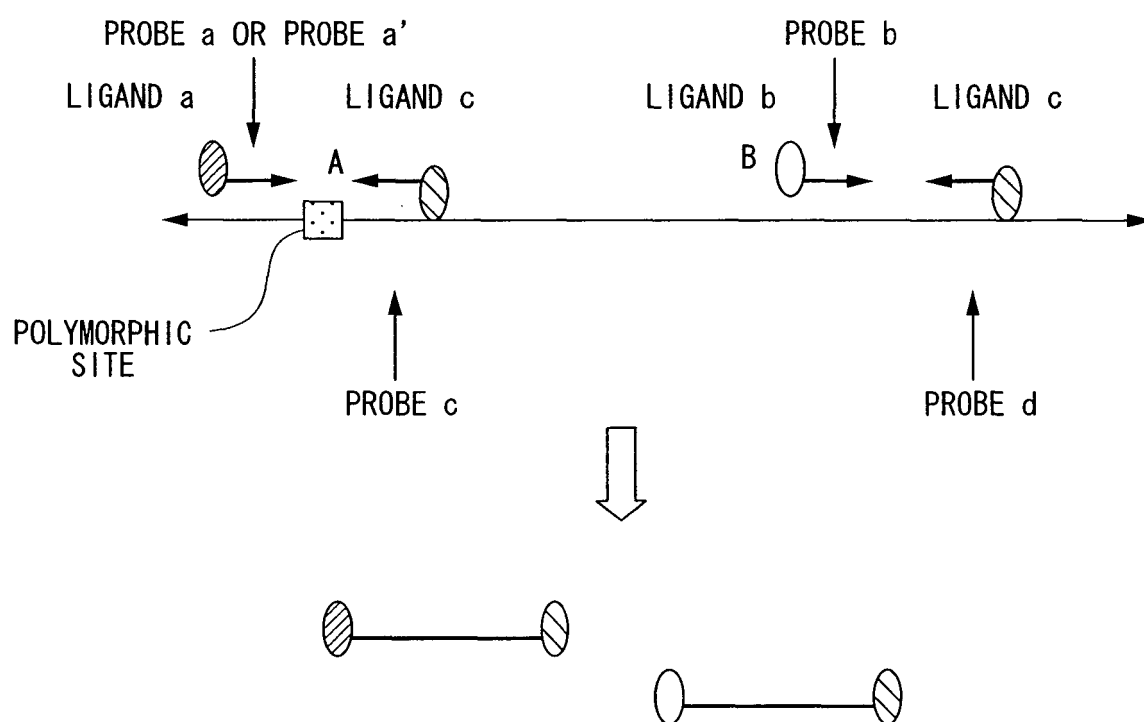 PROBE a OR PROBE a'
PROBE b
LIGAND a
LIGAND c
LIGAND b
LIGAND c
A
B
POLYMORPHIC
SITE
PROBE c
PROBE d